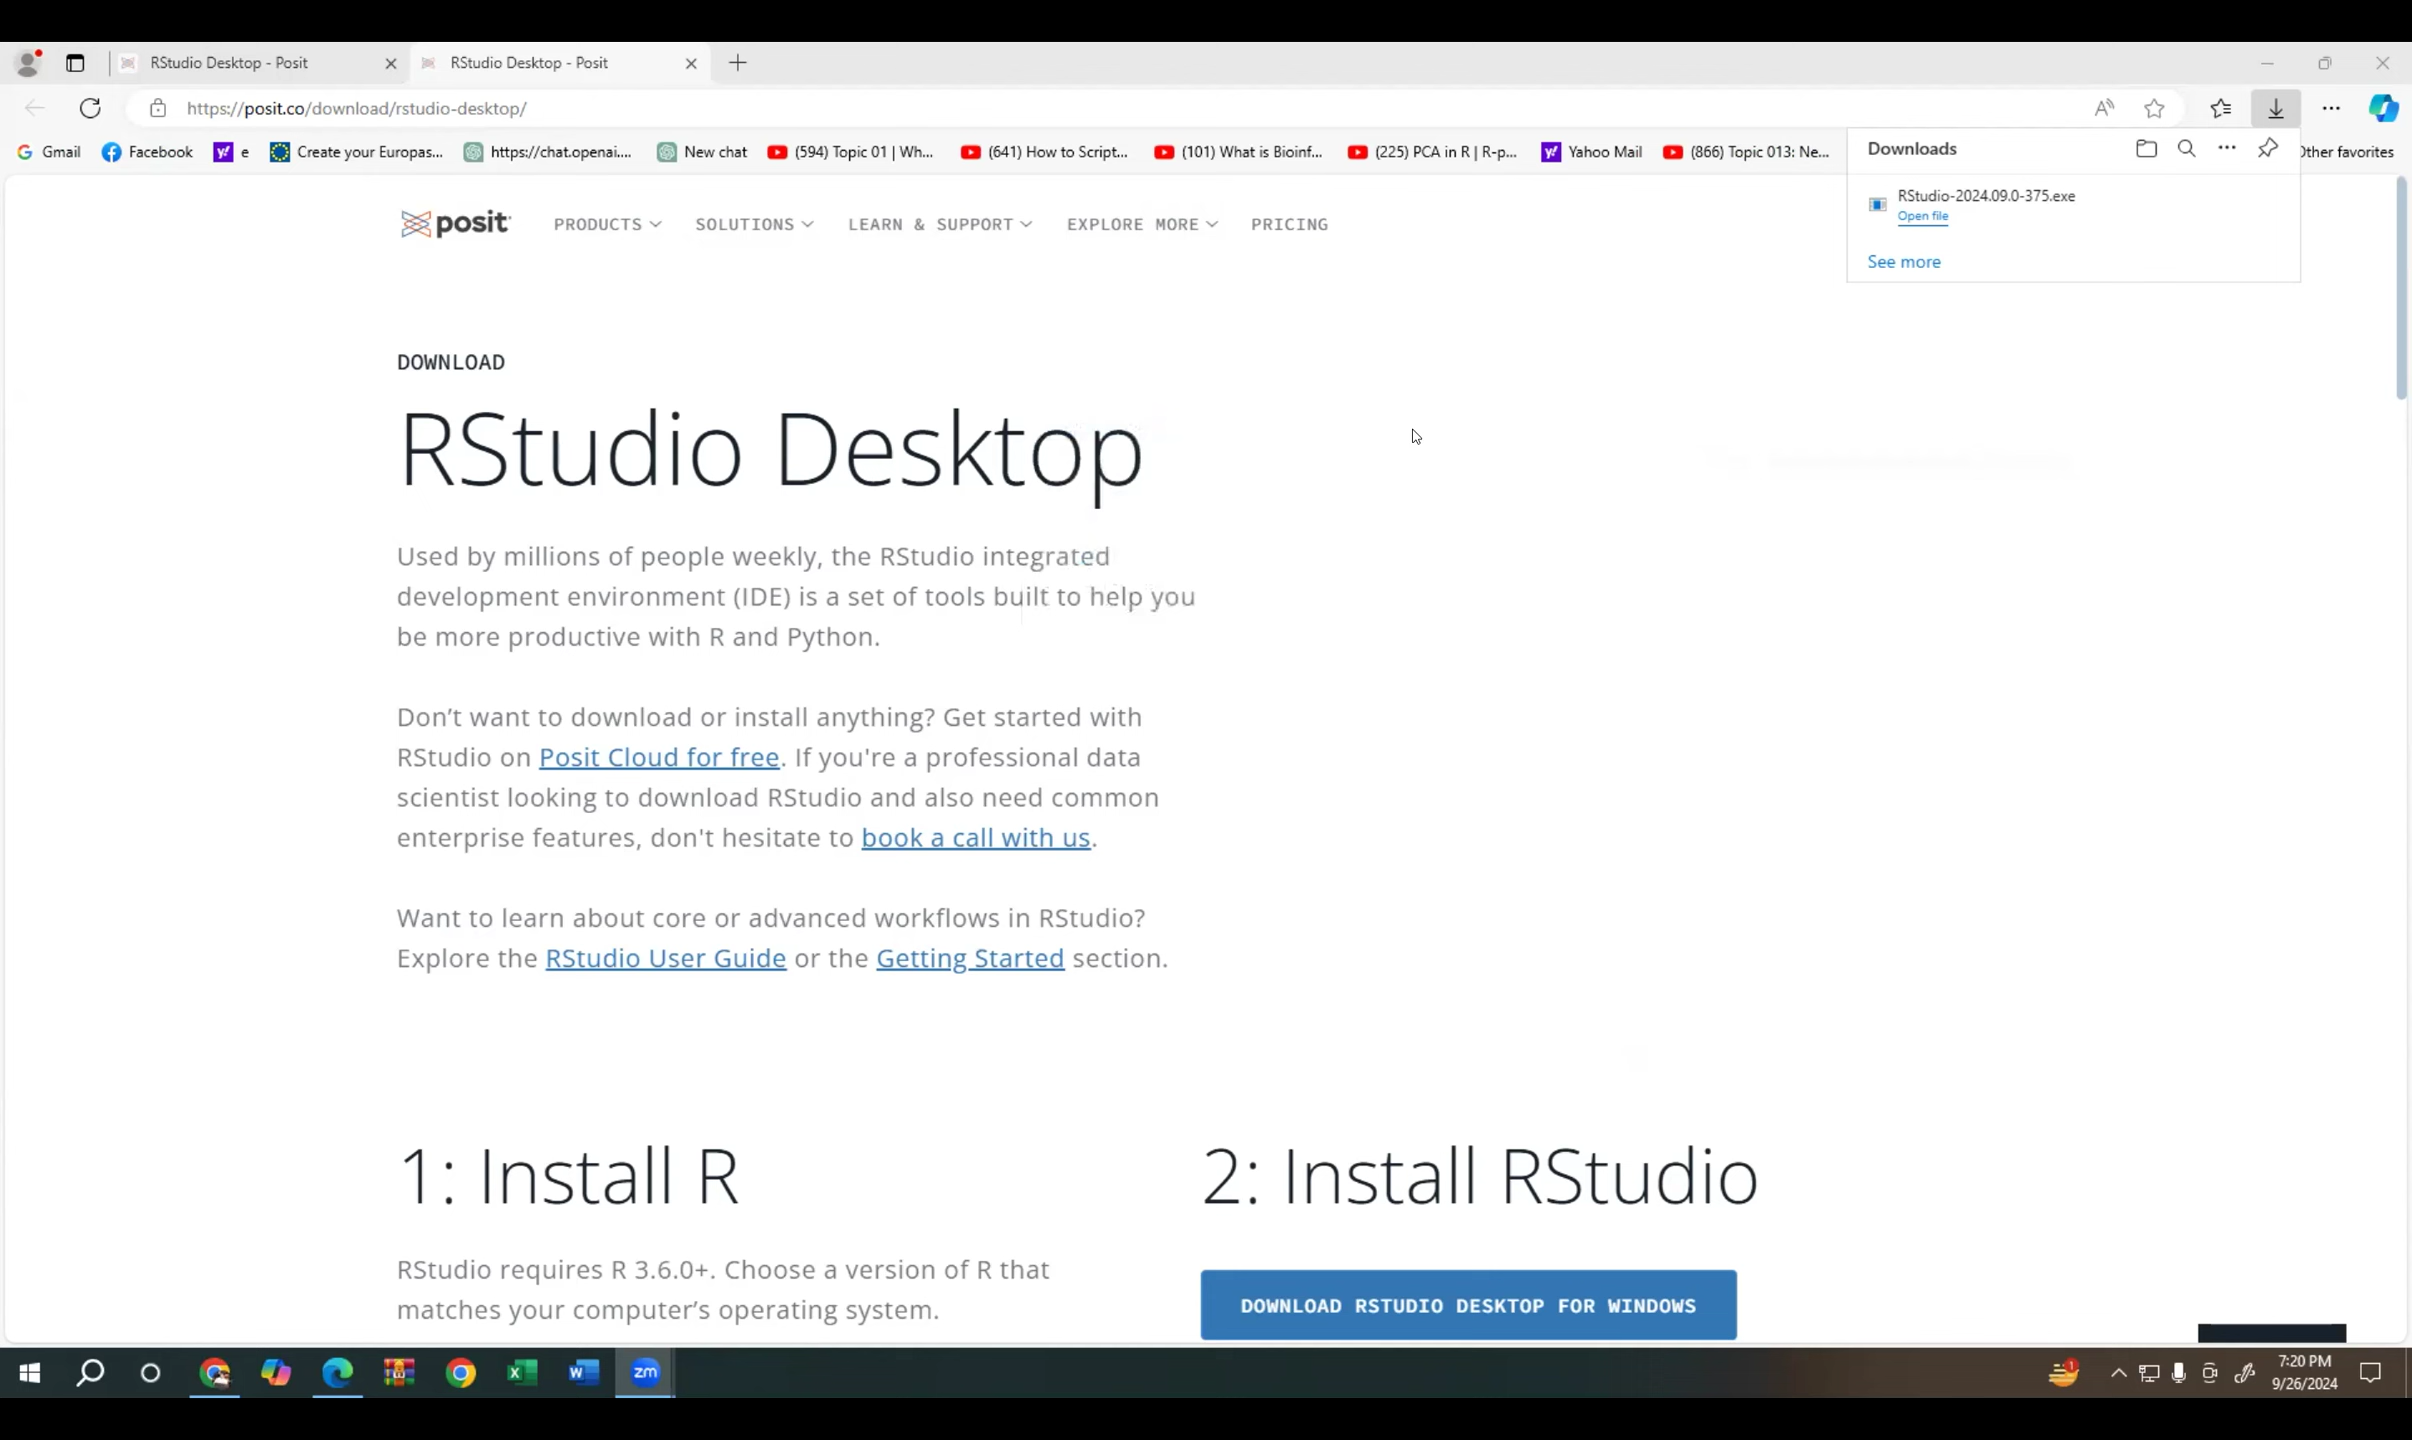 RStudio Desktop - Posit
RStudio Desktop - Posit
https://posit.co/download/rstudio-desktop/
Gmail
Facebook
e
Create your Europas...
https://chat.openai....
New chat
(594) Topic 01 | Wh...
(641) How to Script...
(101) What is Bioinf...
(225) PCA in R | R-p...
Yahoo Mail
(866) Topic 013: Ne...
Other favorites
Downloads
RStudio-2024.09.0-375.exe
Open file
See more
posit
PRODUCTS
SOLUTIONS
LEARN & SUPPORT
EXPLORE MORE
PRICING
DOWNLOAD
RStudio Desktop
Used by millions of people weekly, the RStudio integrated
development environment (IDE) is a set of tools built to help you
be more productive with R and Python.
Don’t want to download or install anything? Get started with
RStudio on Posit Cloud for free. If you're a professional data
scientist looking to download RStudio and also need common
enterprise features, don't hesitate to book a call with us.
Want to learn about core or advanced workflows in RStudio?
Explore the RStudio User Guide or the Getting Started section.
1: Install R
RStudio requires R 3.6.0+. Choose a version of R that
matches your computer’s operating system.
2: Install RStudio
DOWNLOAD RSTUDIO DESKTOP FOR WINDOWS
zm
1
7:20 PM
9/26/2024